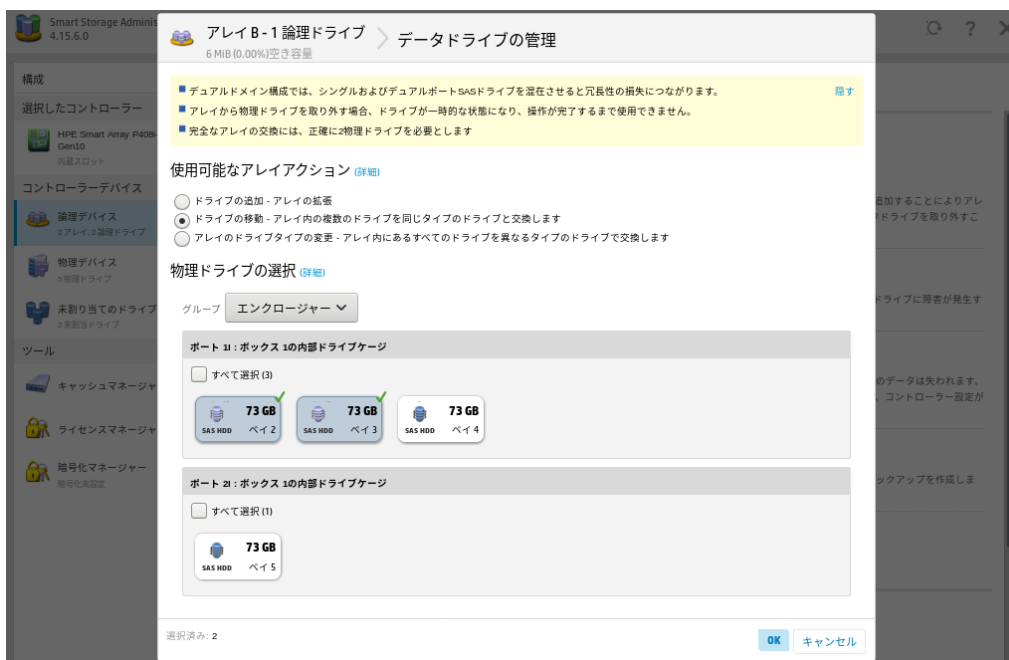 Smart Storage Adminis
4.15.6.0
構成
選択したコントローラー
HPE Smart Array P408i-
Gen10
内蔵スロット
コントローラーデバイス
論理デバイス
2 アレイ, 2 論理ドライブ
物理デバイス
5 物理ドライブ
未割り当てのドライブ
2 未割当ドライブ
ツール
キャッシュマネージャ
ライセンスマネージャ
暗号化マネージャー
暗号化未設定
アレイ B - 1 論理ドライブ
6 MiB (0.00%)空き容量
データドライブの管理
デュアルドメイン構成では、シングルおよびデュアルポートSASドライブを混在させると冗長性の損失につながります。
隠す
アレイから物理ドライブを取り外す場合、ドライブが一時的な状態になり、操作が完了するまで使用できません。
完全なアレイの交換には、正確に2物理ドライブを必要とします
使用可能なアレイアクション (詳細)
ドライブの追加 - アレイの拡張
ドライブの移動 - アレイ内の複数のドライブを同じタイプのドライブと交換します
アレイのドライブタイプの変更 - アレイ内にあるすべてのドライブを異なるタイプのドライブで交換します
物理ドライブの選択 (詳細)
グループ エンクロージャー
ポート 1I : ボックス 1の内部ドライブケージ
すべて選択 (3)
73 GB
SAS HDD ベイ 2
73 GB
SAS HDD ベイ 3
73 GB
SAS HDD ベイ 4
ポート 2I : ボックス 1の内部ドライブケージ
すべて選択 (1)
73 GB
SAS HDD ベイ 5
選択済み: 2
OK
キャンセル
?
追加することによりアレ
ドライブを取り外すこ
ドライブに障害が発生す
のデータは失われます。
、コントローラー設定が
ックアップを作成しま